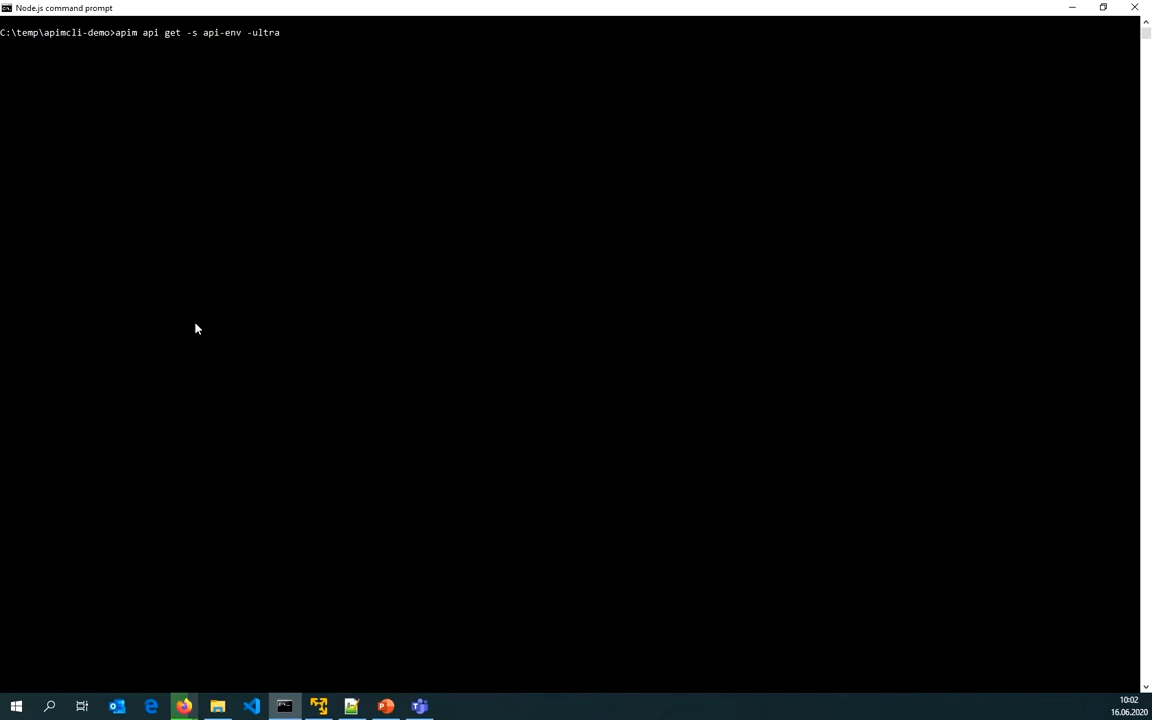 Node.js command prompt
C:\temp\apimcli-demo>apim api get -s api-env -ultra
10:02
16.06.2020